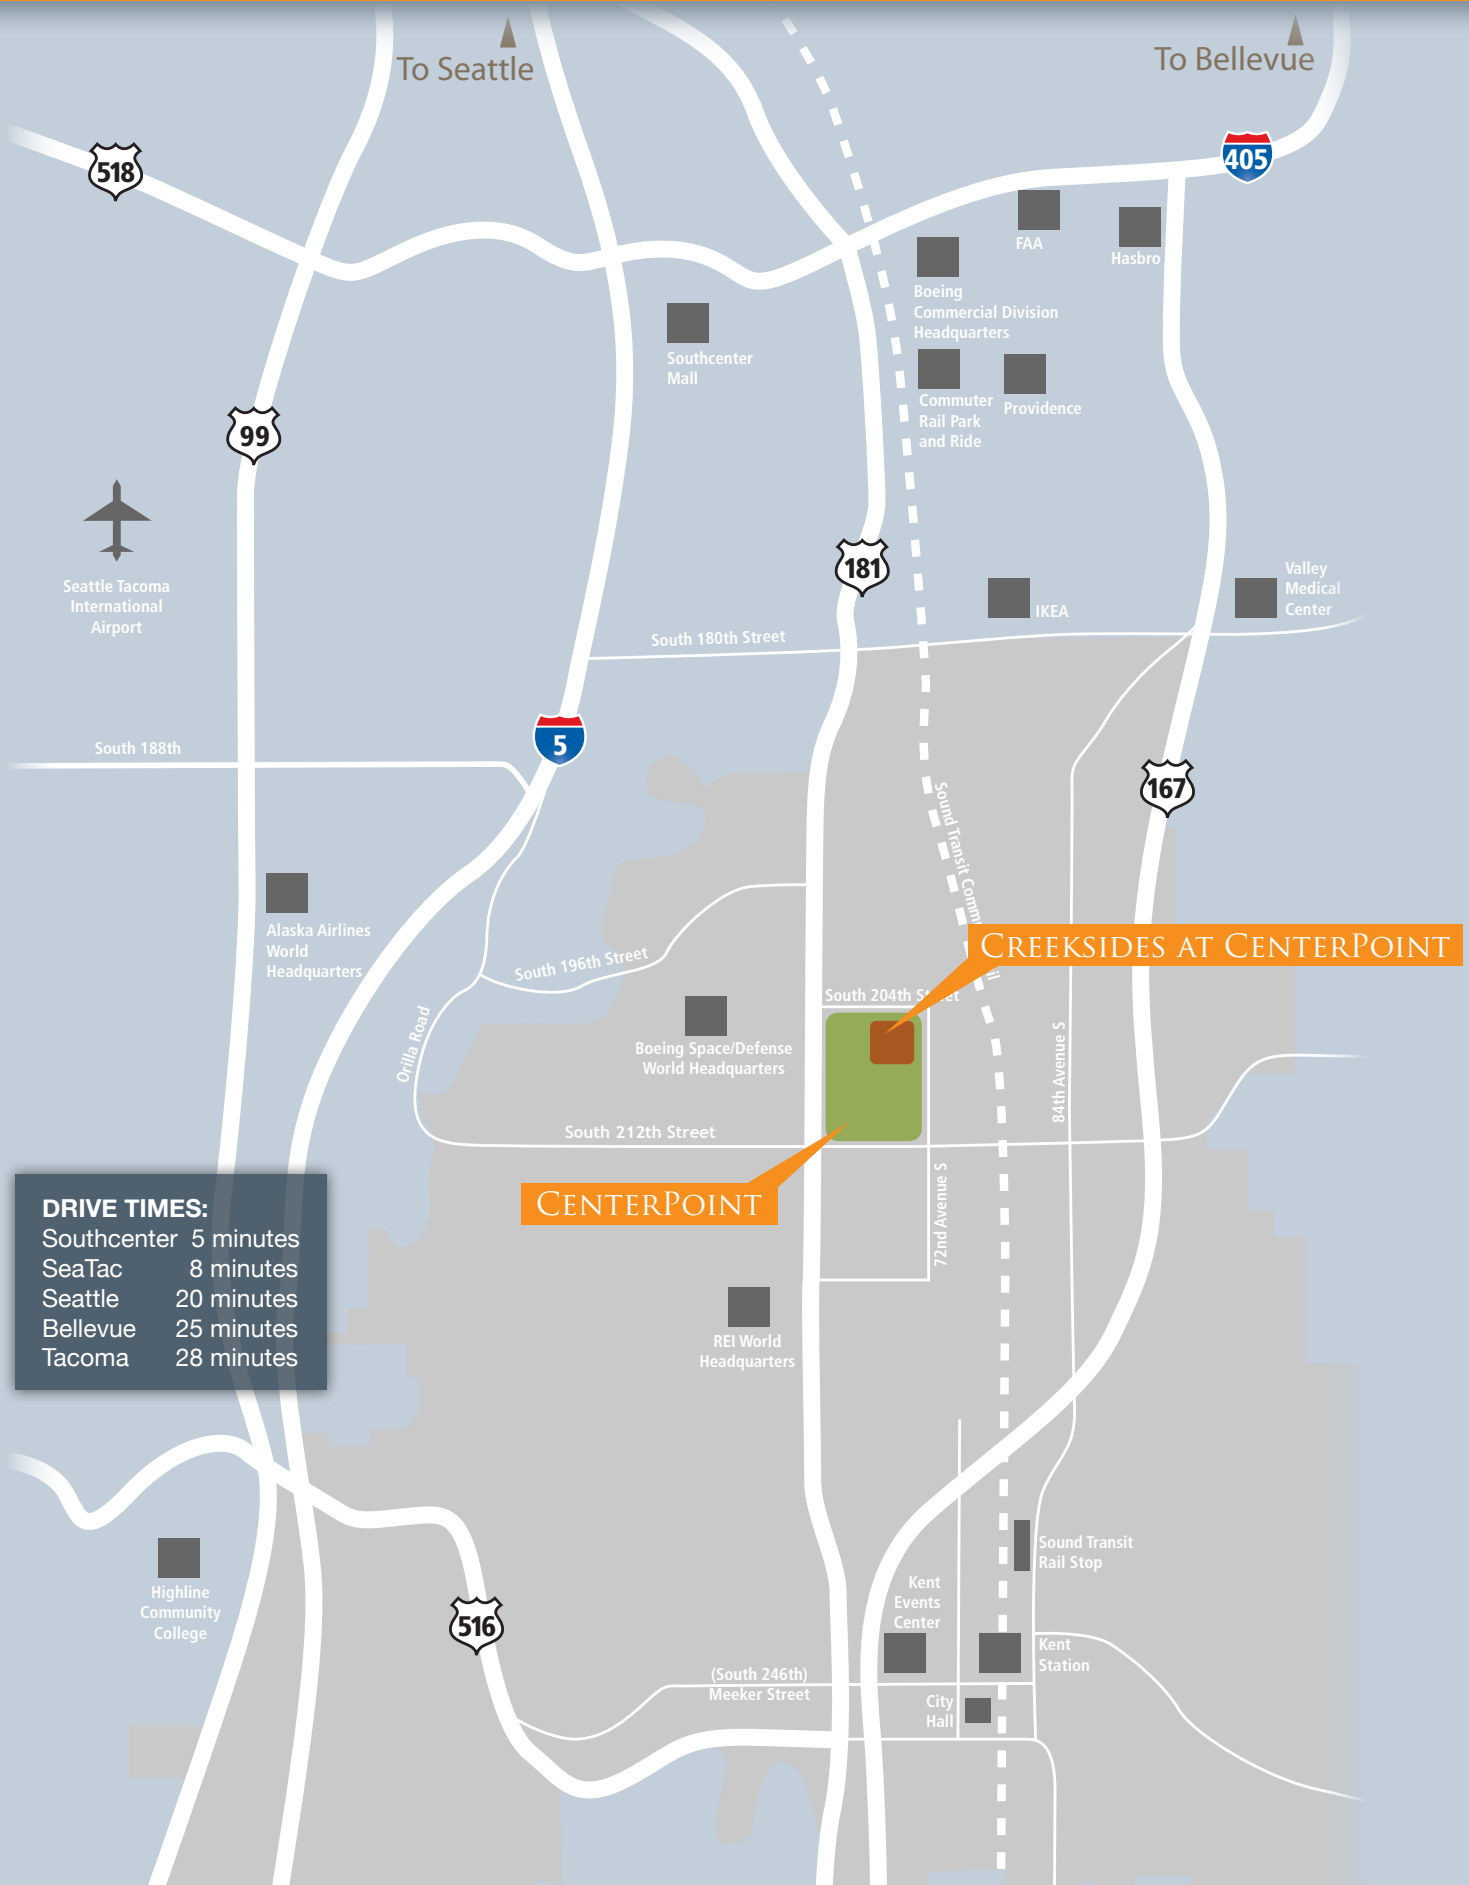 To Seattle
To Bellevue
518
405
FAA
Hasbro
Boeing
Commercial Division
Headquarters
Southcenter
Mall
Commuter
Rail Park
and Ride
Providence
99
181
Seattle Tacoma
International
Airport
Valley
Medical
Center
IKEA
South 180th Street
South 188th
5
167
Sound Transit
Alaska Airlines
World
Headquarters
CREEKSIDES AT CENTERPOINT
South 196th Street
South 204th
Orilla Road
Boeing Space/Defense
World Headquarters
84th Avenue S
South 212th Street
72nd Avenue S
CENTERPOINT
DRIVE TIMES:
Southcenter 5 minutes
SeaTac 8 minutes
Seattle 20 minutes
Bellevue 25 minutes
Tacoma 28 minutes
REI World
Headquarters
Sound Transit
Rail Stop
Highline
Community
College
516
Kent
Events
Center
Kent
Station
(South 246th)
Meeker Street
City
Hall